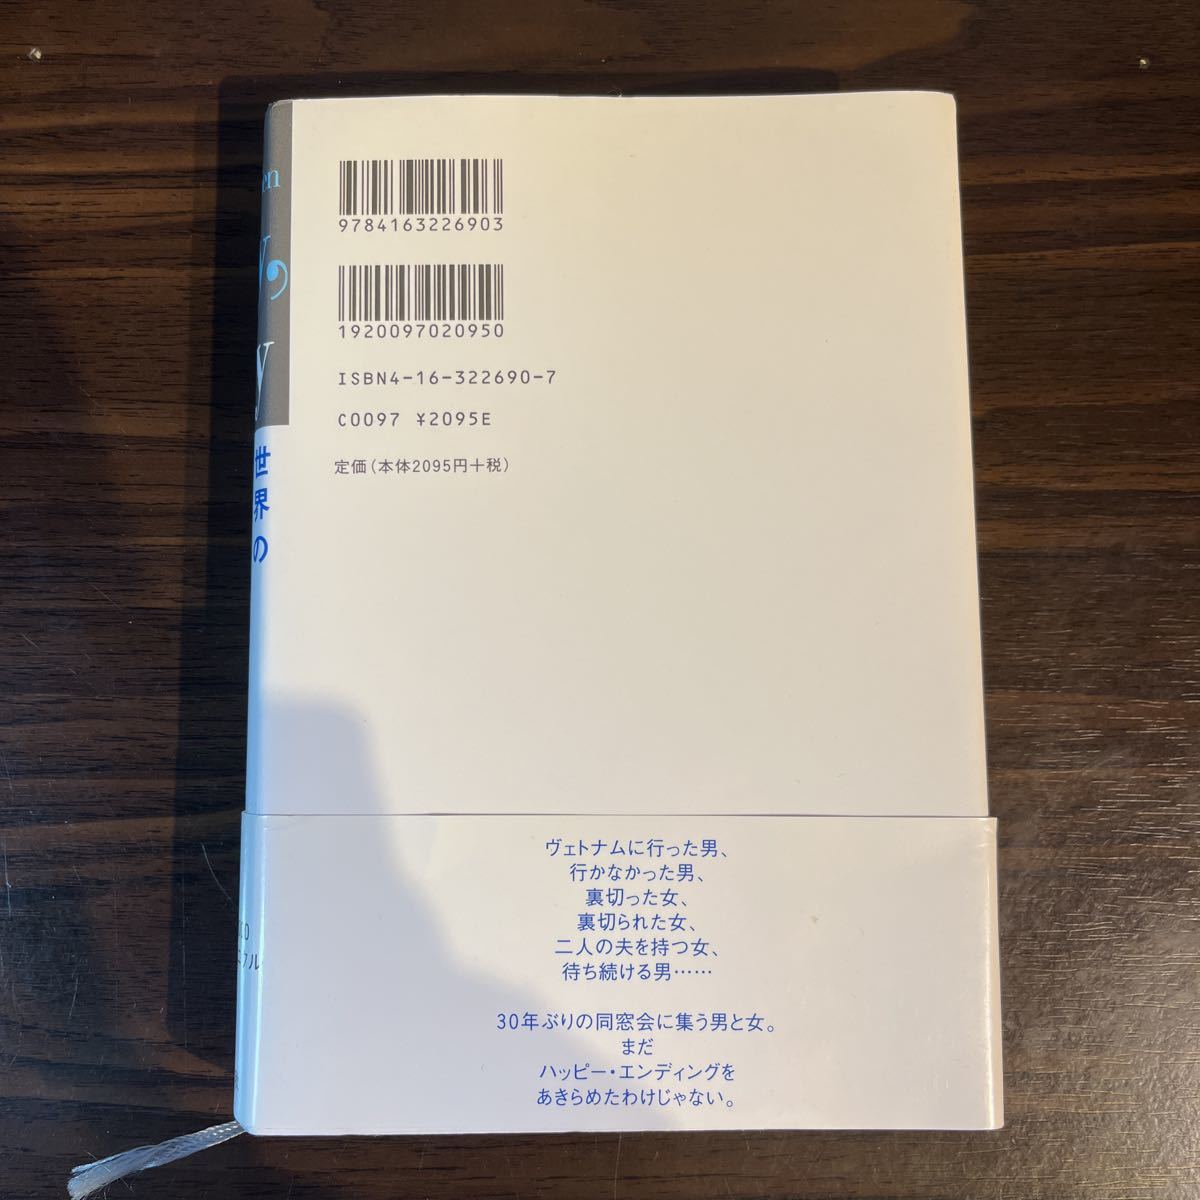 9784163226903
1920097020950
ISBN4-16-322690-7
C0097 ¥2095E
定価(本体2095円+税)
en
y,
y
世界の
ヴェトナムに行った男、
行かなかった男、
裏切った女、
裏切られた女、
二人の夫を持つ女、
待ち続ける男……
30年ぶりの同窓会に集う男と女。
まだ
ハッピー・エンディングを
あきらめたわけじゃない。